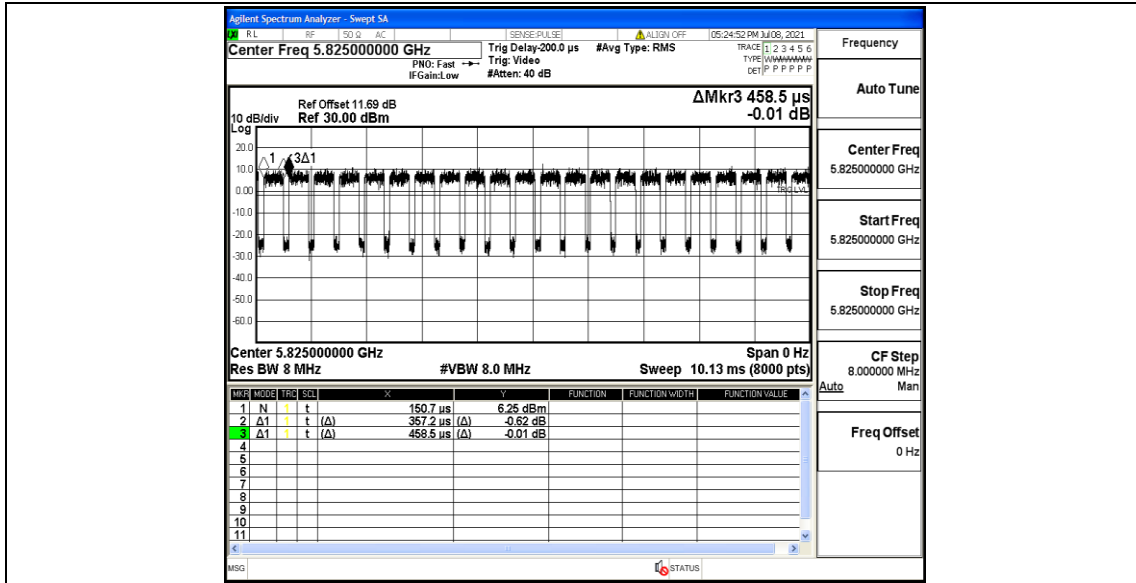 Agilent Spectrum Analyzer - Swept SA
LXI RL RF 50 Ω AC SENSE:PULSE ALIGN OFF 05:24:52 PM Jul 08, 2021
Center Freq 5.825000000 GHz
PNO: Fast
IFGain:Low
Trig Delay-200.0 µs
Trig: Video
#Atten: 40 dB
#Avg Type: RMS
TRACE 1 2 3 4 5 6
TYPE WWWWWW
DET P P P P P P
ΔMkr3 458.5 µs
-0.01 dB
Ref Offset 11.69 dB
10 dB/div Ref 30.00 dBm
Log
20.0
1 3Δ1
10.0
0.00
TRIG LVL
-10.0
-20.0
-30.0
-40.0
-50.0
-60.0
Center 5.825000000 GHz Span 0 Hz
Res BW 8 MHz #VBW 8.0 MHz Sweep 10.13 ms (8000 pts)
MKR MODE TRC SCL X Y FUNCTION FUNCTION WIDTH FUNCTION VALUE
1 N 1 t 150.7 µs 6.25 dBm
2 Δ1 1 t (Δ) 357.2 µs (Δ) -0.62 dB
3 Δ1 1 t (Δ) 458.5 µs (Δ) -0.01 dB
4
5
6
7
8
9
10
11
MSG STATUS
Frequency
Auto Tune
Center Freq
5.825000000 GHz
Start Freq
5.825000000 GHz
Stop Freq
5.825000000 GHz
CF Step
8.000000 MHz
Auto Man
Freq Offset
0 Hz